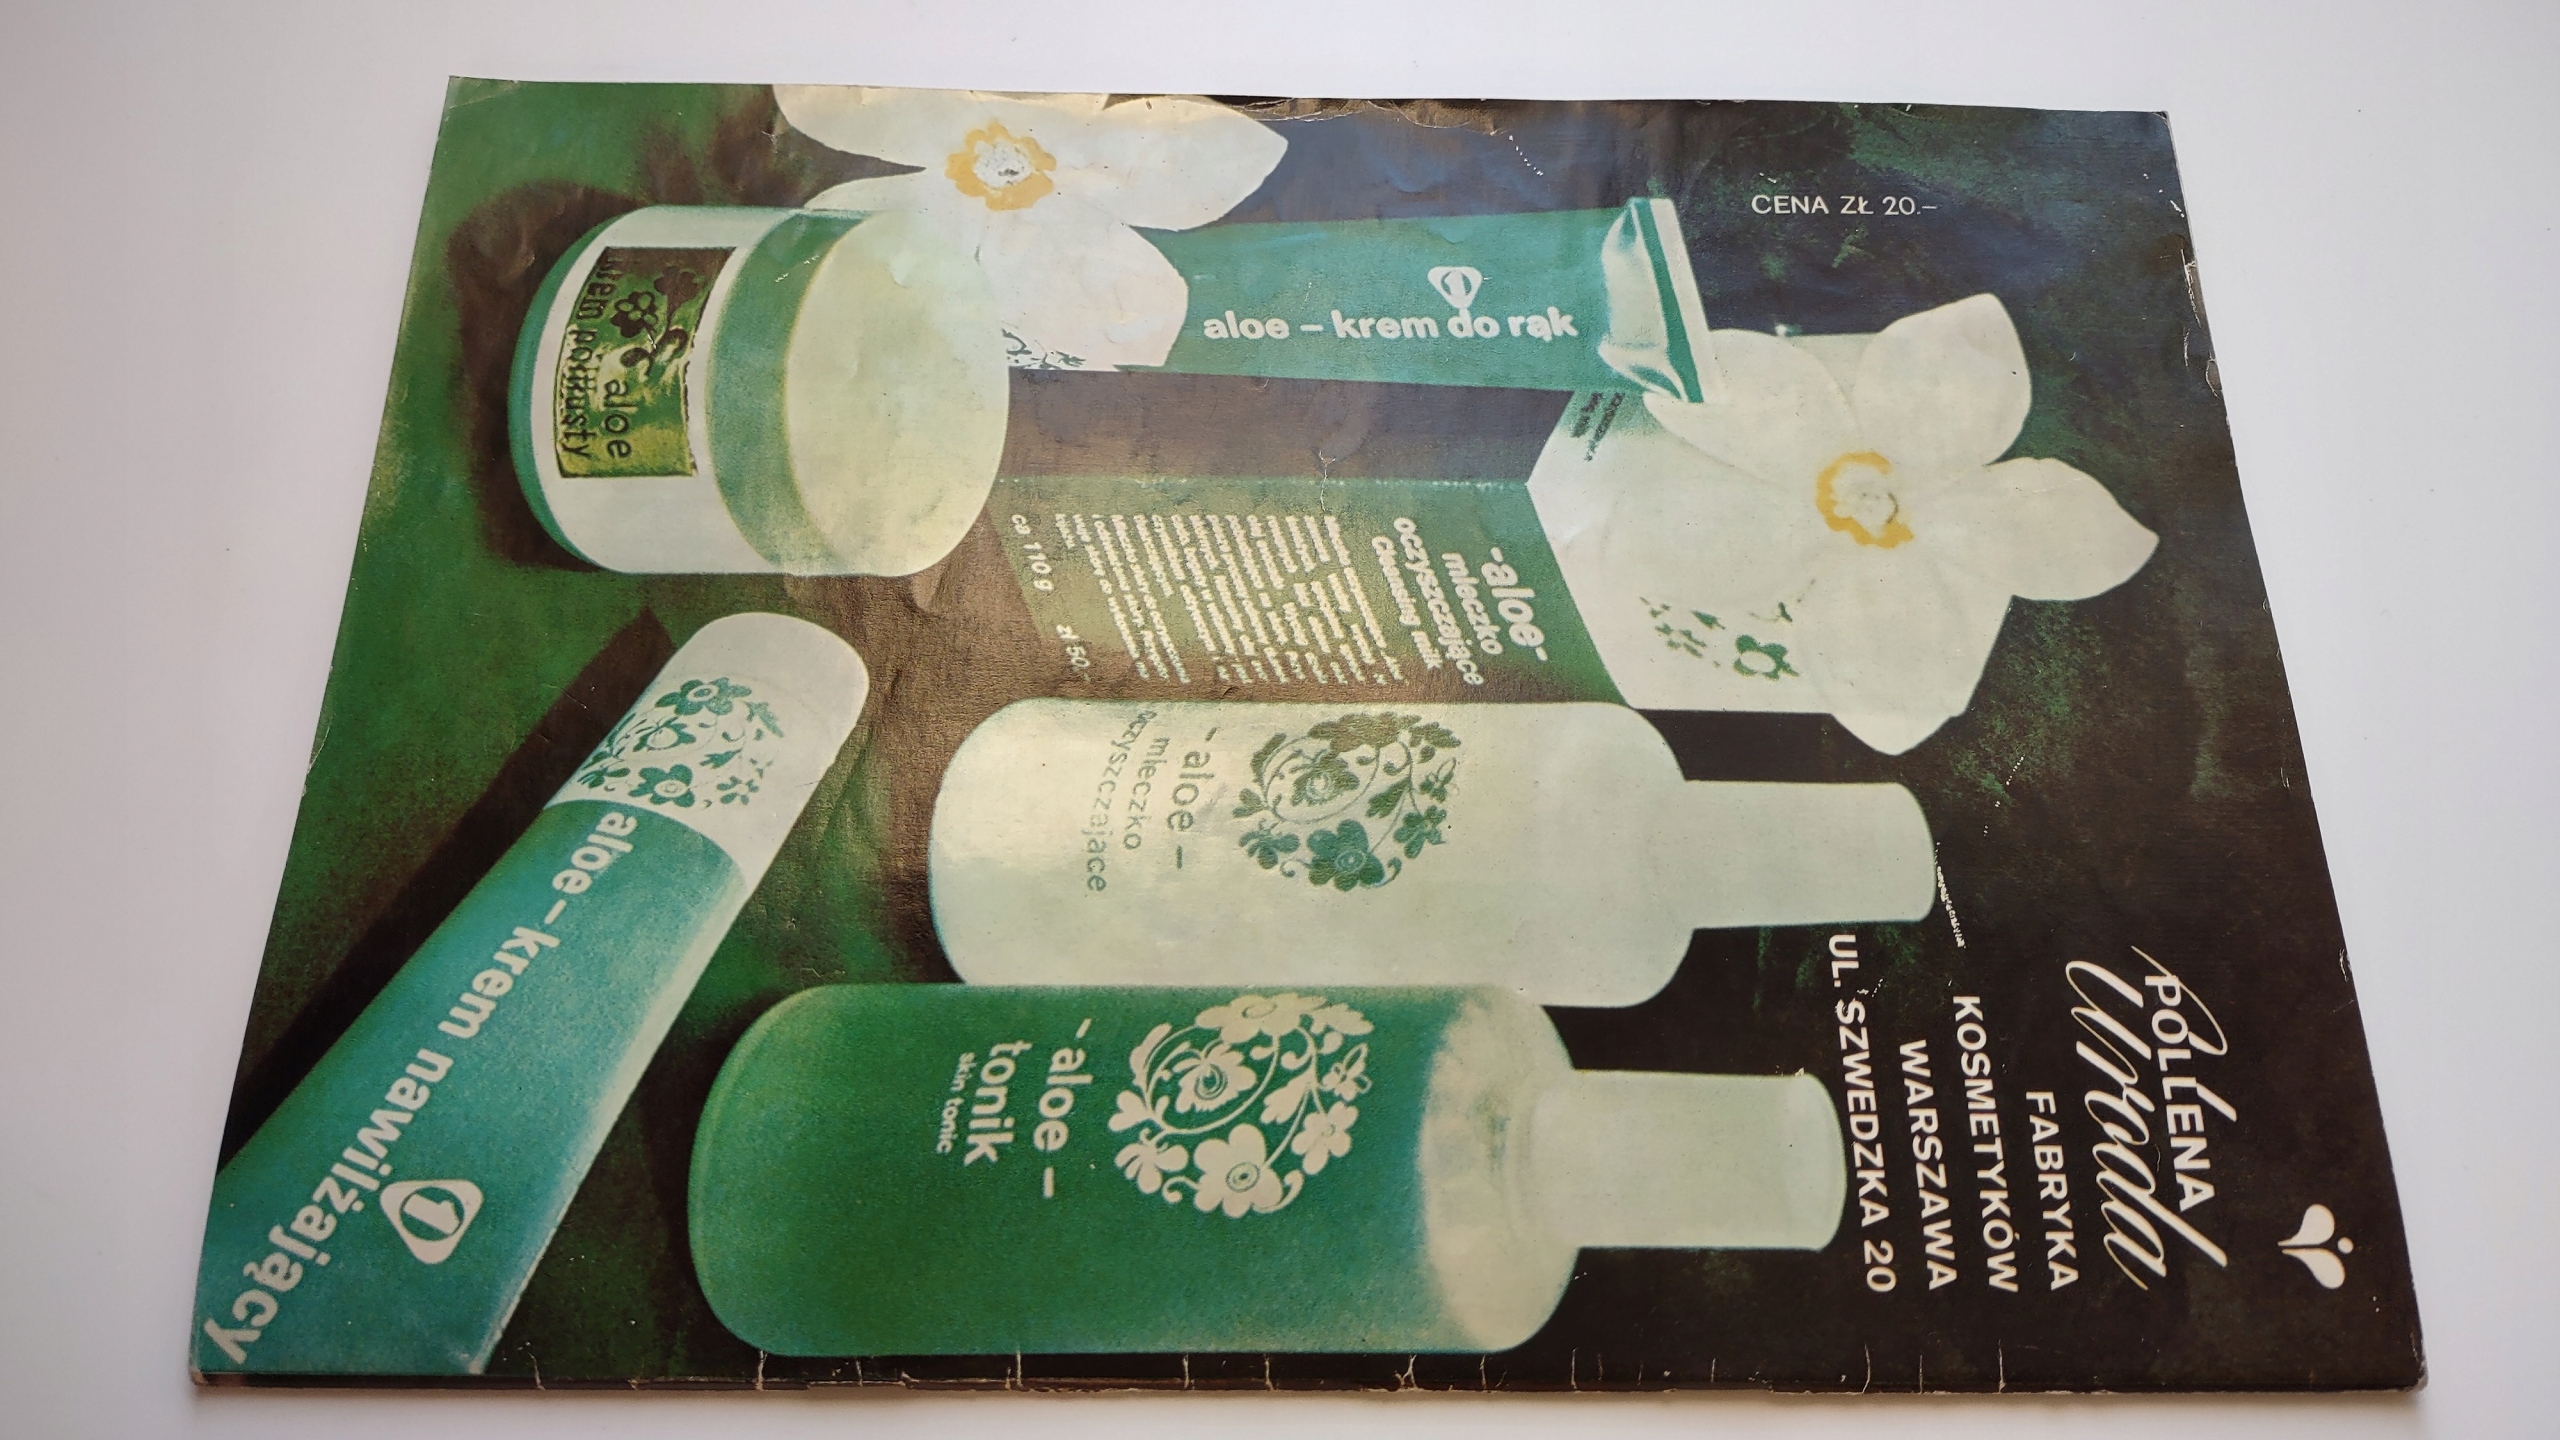 POLLENA
Uroda
FABRYKA
KOSMETYKÓW
WARSZAWA
UL. SZWEDZKA 20
CENA ZŁ 20.–
aloe – krem do rąk
-aloe-
mleczko
oczyszczające
Cleansing milk
ca 110 g zł 50,-
- aloe -
mleczko
oczyszczające
- aloe -
tonik
skin tonic
aloe
krem półtłusty
aloe – krem nawilżający